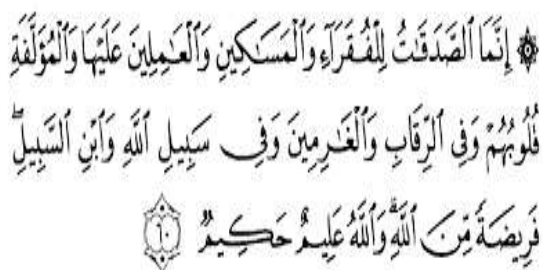 ۞ إِنَّمَا ٱلصَّدَقَٰتُ لِلْفُقَرَآءِ وَٱلْمَسَٰكِينِ وَٱلْعَٰمِلِينَ عَلَيْهَا وَٱلْمُؤَلَّفَةِ
قُلُوبُهُمْ وَفِى ٱلرِّقَابِ وَٱلْغَٰرِمِينَ وَفِى سَبِيلِ ٱللَّهِ وَٱبْنِ ٱلسَّبِيلِۖ
فَرِيضَةً مِّنَ ٱللَّهِۗ وَٱللَّهُ عَلِيمٌ حَكِيمٌ ۝٦٠